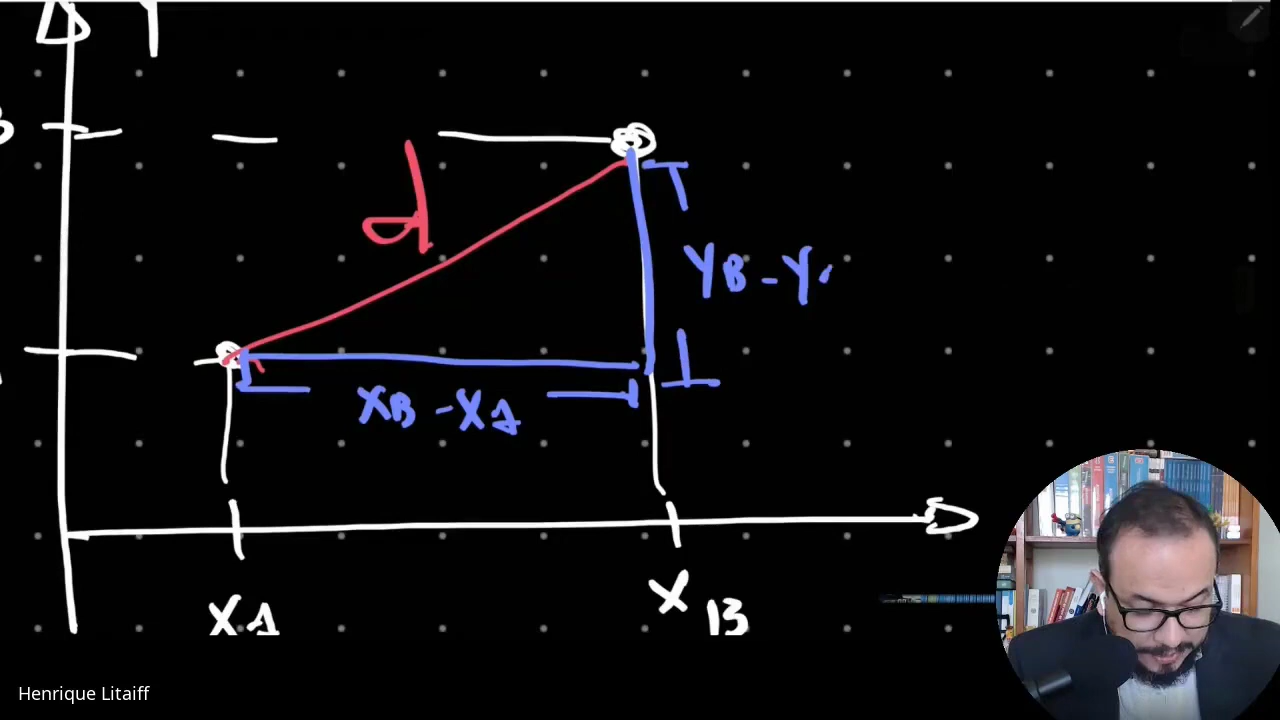 Y
d
YB - Y
XB - XA
XA
XB
Henrique Litaiff